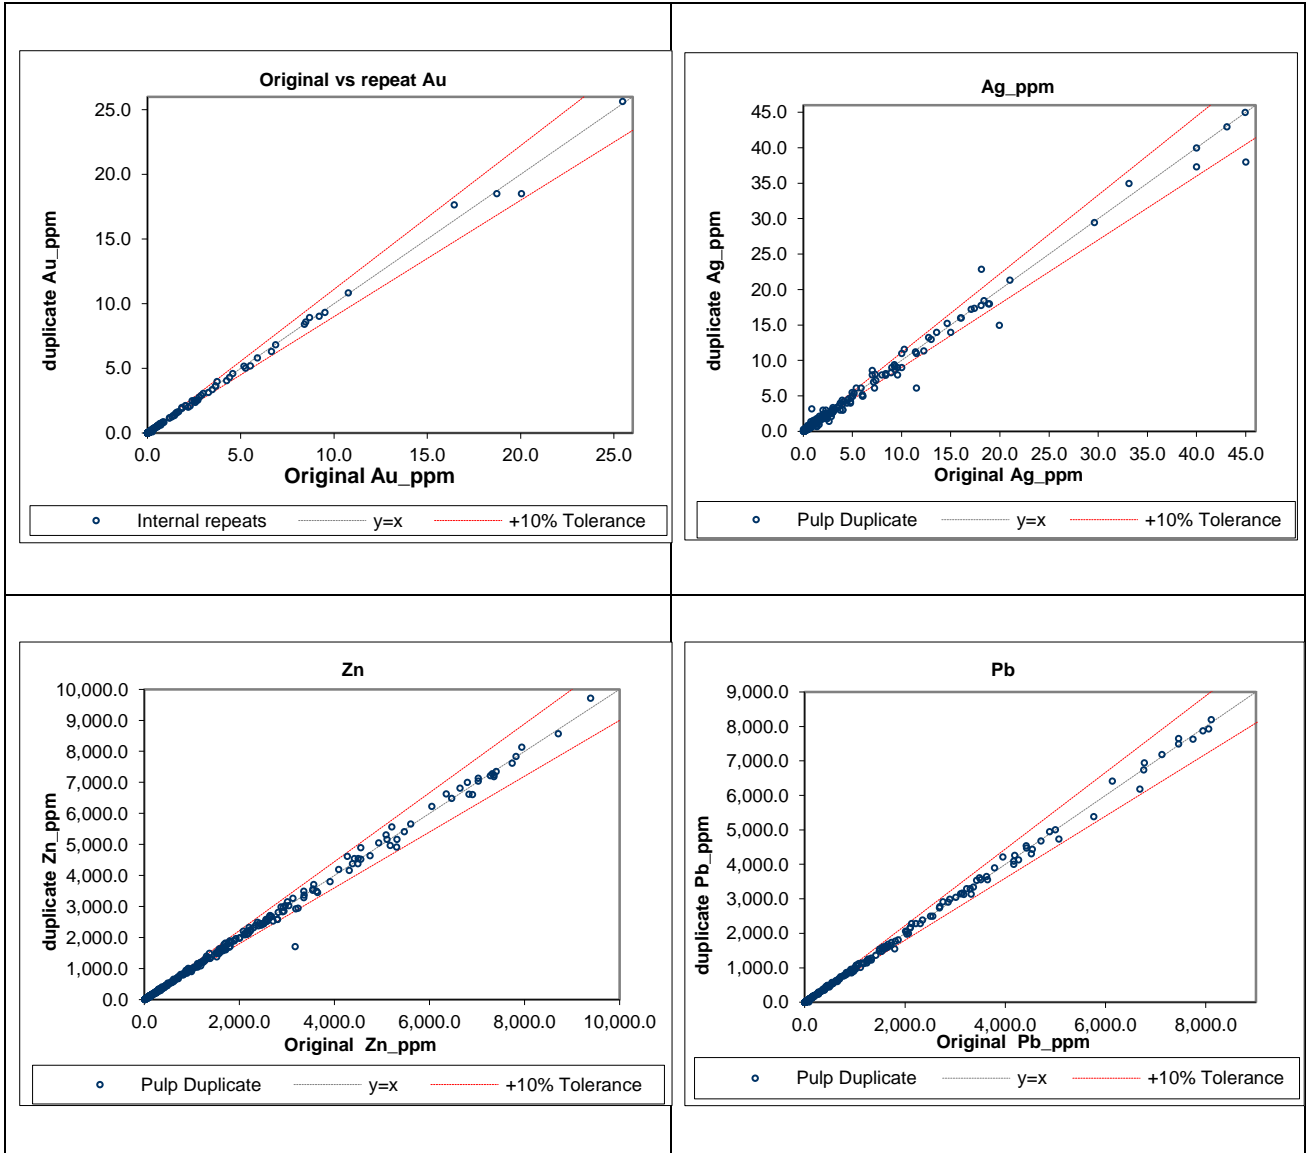 Original vs repeat Au
duplicate Au_ppm
25.0
20.0
15.0
10.0
5.0
0.0
0.0 5.0 10.0 15.0 20.0 25.0
Original Au_ppm
Internal repeats y=x +10% Tolerance
Ag_ppm
duplicate Ag_ppm
45.0
40.0
35.0
30.0
25.0
20.0
15.0
10.0
5.0
0.0
0.0 5.0 10.0 15.0 20.0 25.0 30.0 35.0 40.0 45.0
Original Ag_ppm
Pulp Duplicate y=x +10% Tolerance
Zn
duplicate Zn_ppm
10,000.0
9,000.0
8,000.0
7,000.0
6,000.0
5,000.0
4,000.0
3,000.0
2,000.0
1,000.0
0.0
0.0 2,000.0 4,000.0 6,000.0 8,000.0 10,000.0
Original Zn_ppm
Pulp Duplicate y=x +10% Tolerance
Pb
duplicate Pb_ppm
9,000.0
8,000.0
7,000.0
6,000.0
5,000.0
4,000.0
3,000.0
2,000.0
1,000.0
0.0
0.0 2,000.0 4,000.0 6,000.0 8,000.0
Original Pb_ppm
Pulp Duplicate y=x +10% Tolerance